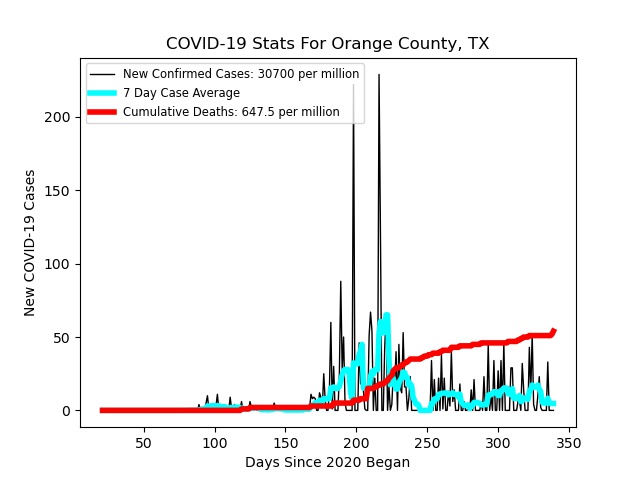 COVID-19 Stats For Orange County, TX
New Confirmed Cases: 30700 per million
7 Day Case Average
Cumulative Deaths: 647.5 per million
New COVID-19 Cases
200
150
100
50
0
50
100
150
200
250
300
350
Days Since 2020 Began